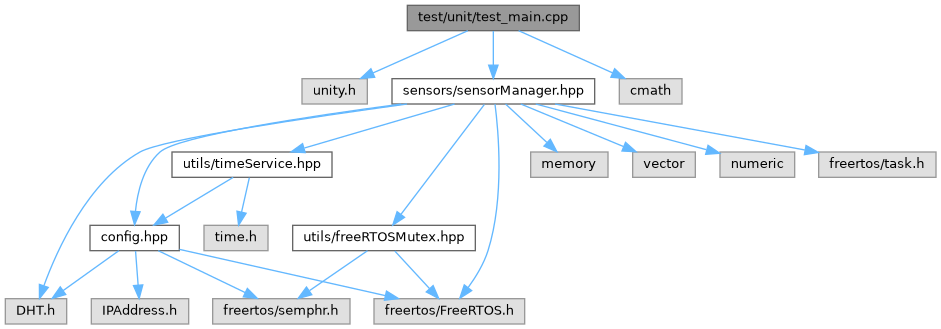 test/unit/test_main.cpp
unity.h
sensors/sensorManager.hpp
cmath
utils/timeService.hpp
memory
vector
numeric
freertos/task.h
config.hpp
time.h
utils/freeRTOSMutex.hpp
DHT.h
IPAddress.h
freertos/semphr.h
freertos/FreeRTOS.h